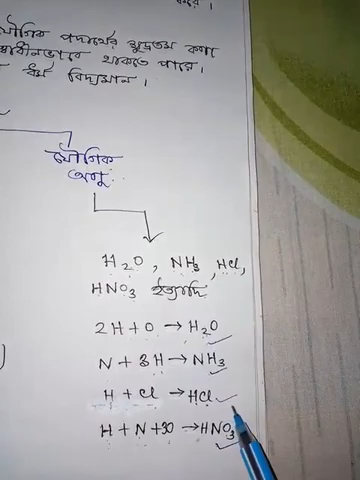 যৌগিক পদার্থের ক্ষুদ্রতম কণা
স্বাধীনভাবে থাকতে পারে।
ধর্ম বিদ্যমান।
যৌগিক
অণু
H2O, NH3, HCl,
HNO3 ইত্যাদি
2H + O → H2O
N + 3H → NH3
H + Cl → HCl
H + N + 3O → HNO3